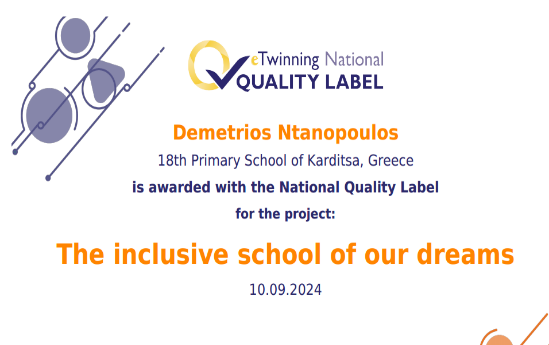 eTwinning National
QUALITY LABEL
Demetrios Ntanopoulos
18th Primary School of Karditsa, Greece
is awarded with the National Quality Label
for the project:
The inclusive school of our dreams
10.09.2024